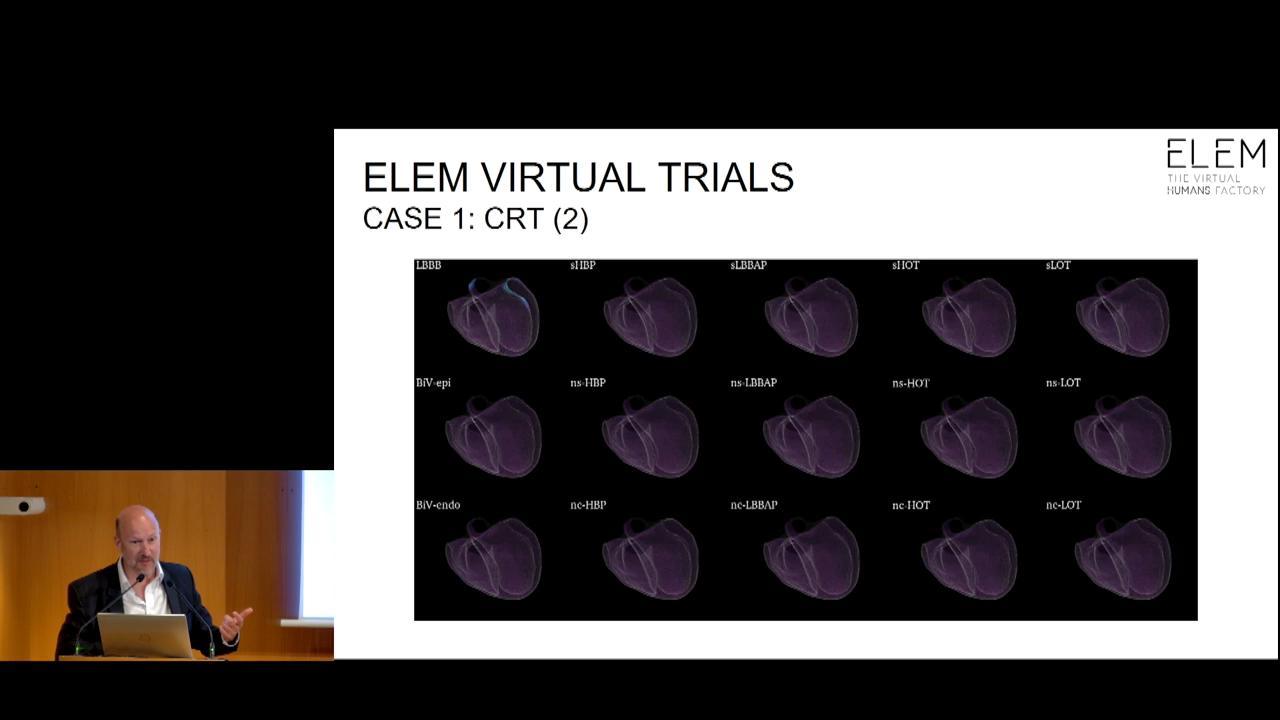 ELEM VIRTUAL TRIALS
CASE 1: CRT (2)
ELEM
THE VIRTUAL
HUMANS FACTORY
LBBB sHBP sLBBAP sHOT sLOT
BiV-epi ns-HBP ns-LBBAP ns-HOT ns-LOT
BiV-endo nc-HBP nc-LBBAP nc-HOT nc-LOT